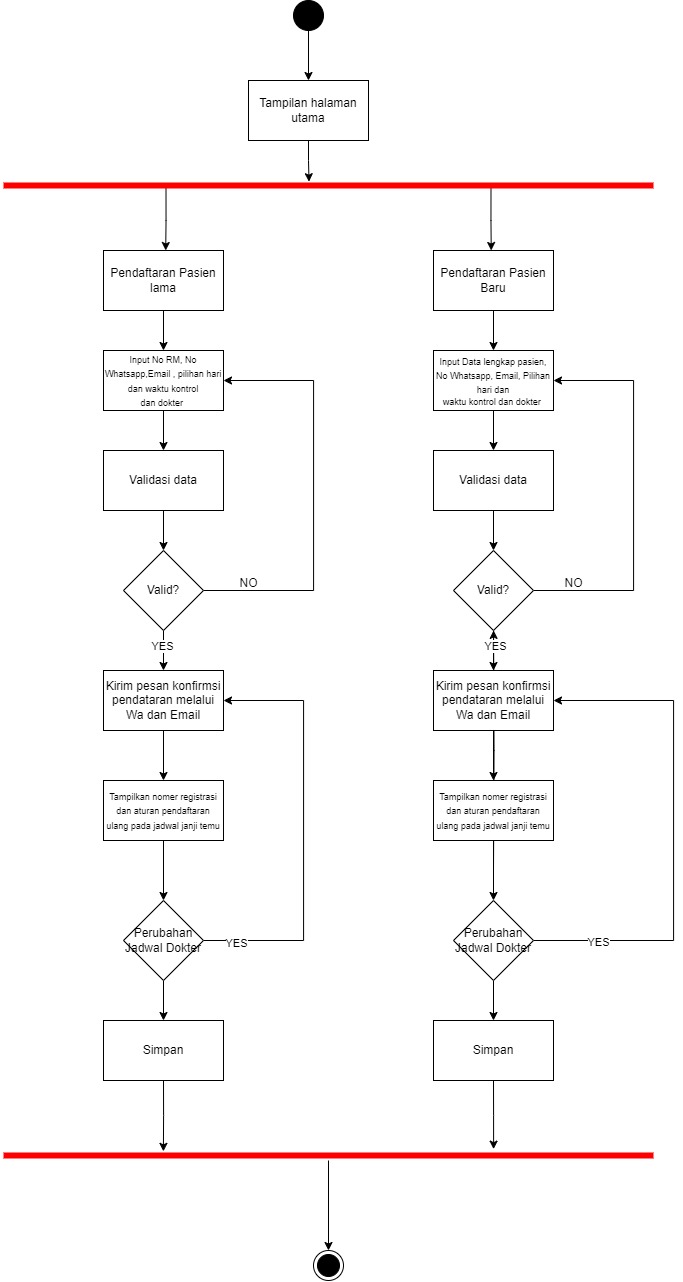 Tampilan halaman
utama
Pendaftaran Pasien
lama
Input No RM, No
Whatsapp,Email , pilihan hari
dan waktu kontrol
dan dokter
Validasi data
Valid?
NO
YES
Kirim pesan konfirmsi
pendataran melalui
Wa dan Email
Tampilkan nomer registrasi
dan aturan pendaftaran
ulang pada jadwal janji temu
Perubahan
Jadwal Dokter
YES
Simpan
Pendaftaran Pasien
Baru
Input Data lengkap pasien,
No Whatsapp, Email, Pilihan
hari dan
waktu kontrol dan dokter
Validasi data
Valid?
NO
YES
Kirim pesan konfirmsi
pendataran melalui
Wa dan Email
Tampilkan nomer registrasi
dan aturan pendaftaran
ulang pada jadwal janji temu
Perubahan
Jadwal Dokter
YES
Simpan